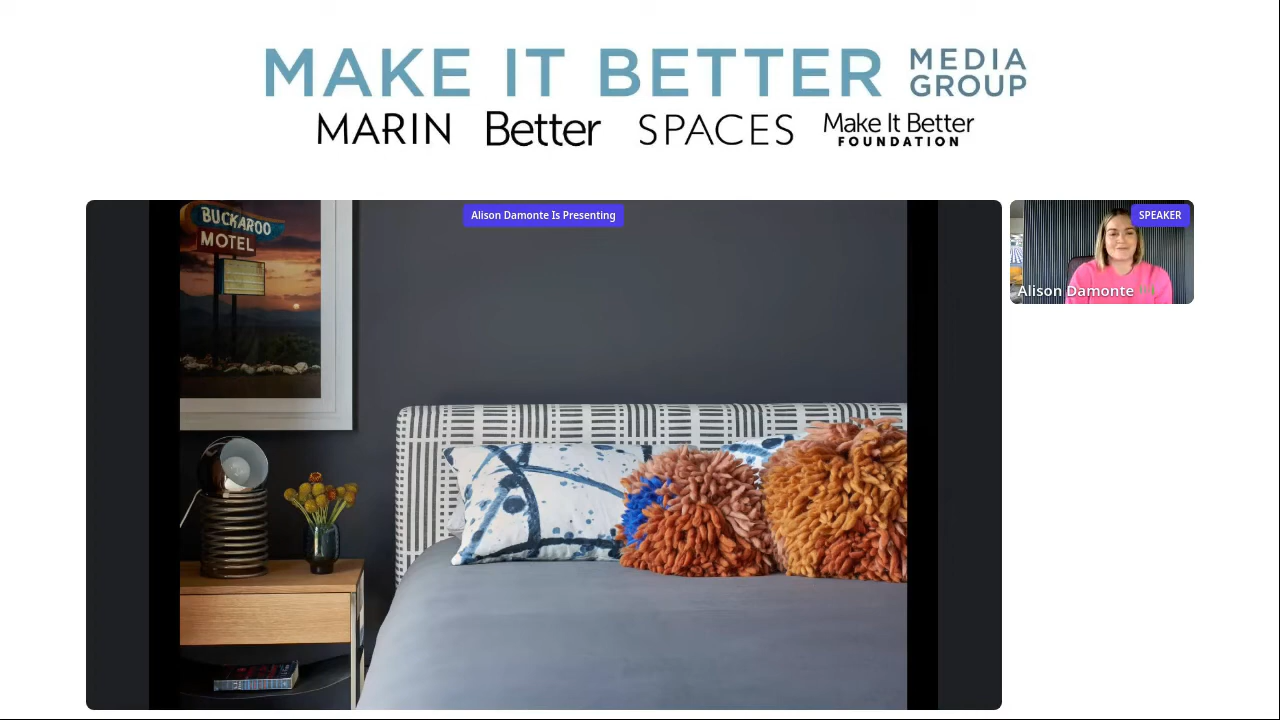 MAKE IT BETTER MEDIA GROUP
MARIN Better SPACES Make It Better FOUNDATION
Alison Damonte Is Presenting
SPEAKER
Alison Damonte
BUCKAROO
MOTEL